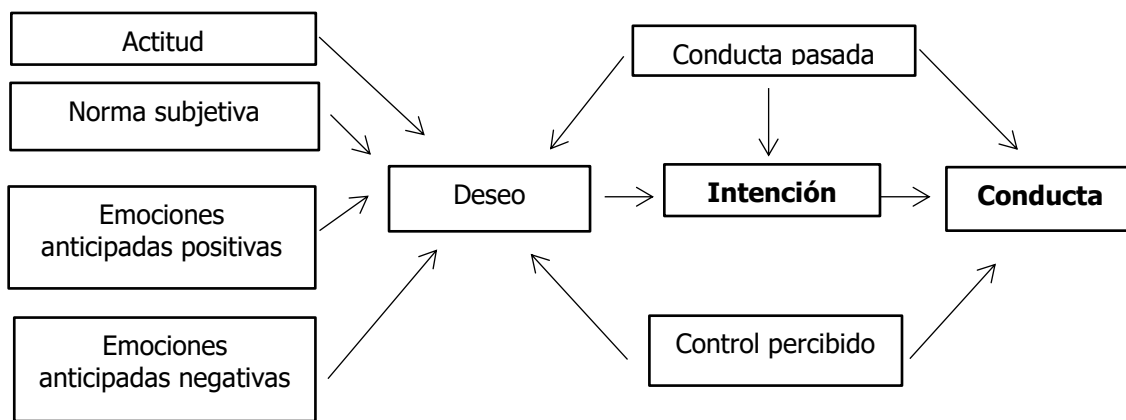 Actitud
Norma subjetiva
Emociones
anticipadas positivas
Emociones
anticipadas negativas
Deseo
Conducta pasada
Intención
Conducta
Control percibido